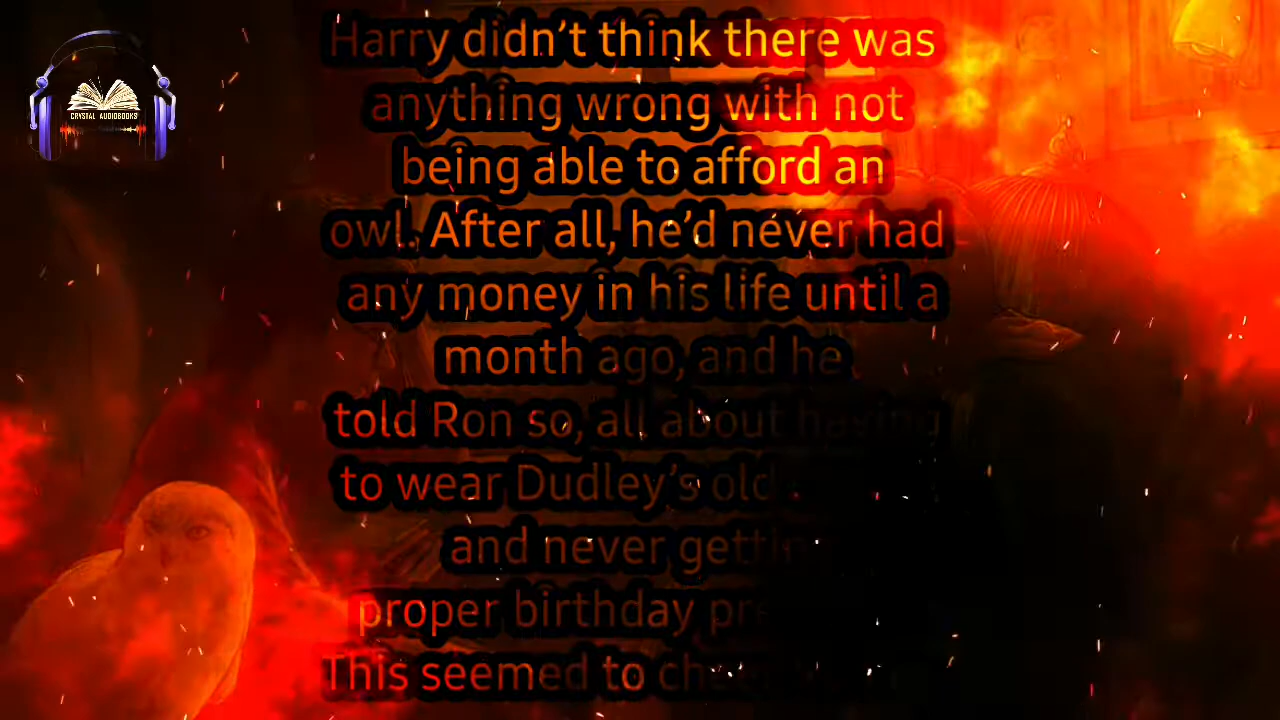 CRYSTAL AUDIOBOOKS
Harry didn’t think there was
anything wrong with not
being able to afford an
owl. After all, he’d never had
any money in his life until a
month ago, and he
told Ron so, all about having
to wear Dudley’s old
and never
proper birthday
This seemed to